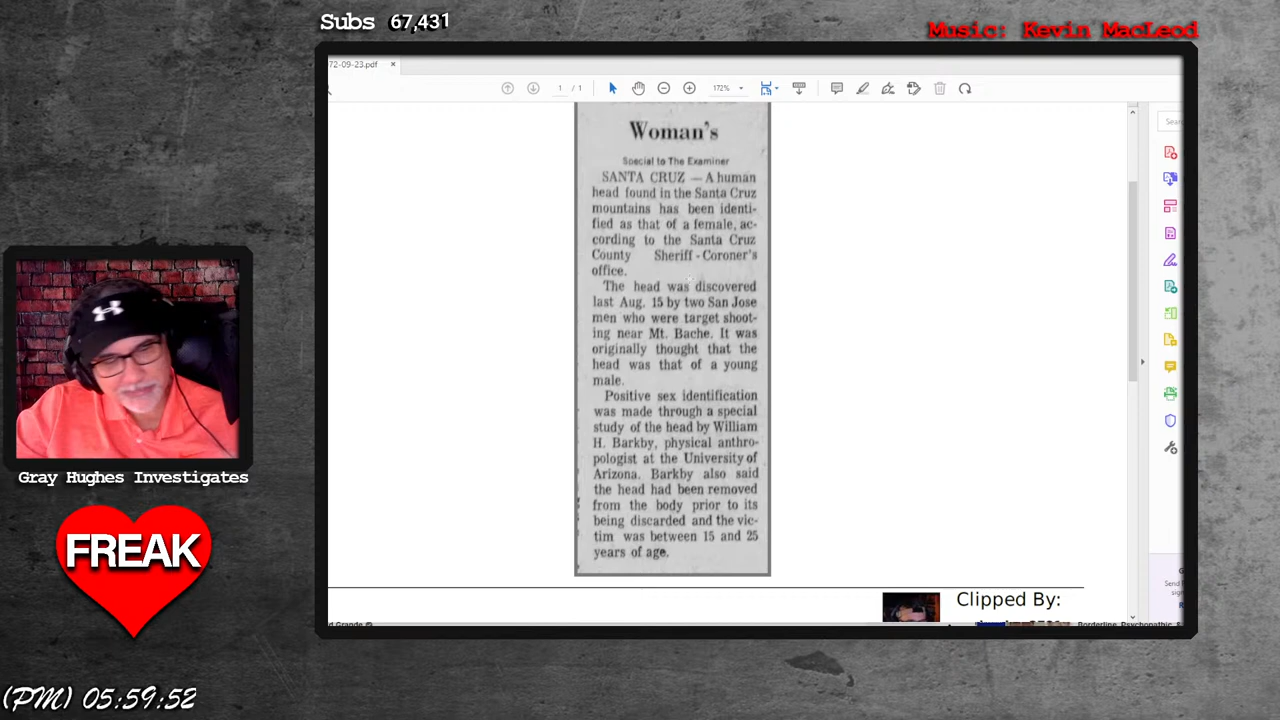 Subs 67,431
Music: Kevin MacLeod
72-09-23.pdf
1 / 1
172%
Woman's
Special to The Examiner
SANTA CRUZ — A human
head found in the Santa Cruz
mountains has been identi-
fied as that of a female, ac-
cording to the Santa Cruz
County Sheriff - Coroner's
office.
The head was discovered
last Aug. 15 by two San Jose
men who were target shoot-
ing near Mt. Bache. It was
originally thought that the
head was that of a young
male.
Positive sex identification
was made through a special
study of the head by William
H. Barkby, physical anthro-
pologist at the University of
Arizona. Barkby also said
the head had been removed
from the body prior to its
being discarded and the vic-
tim was between 15 and 25
years of age.
Sear
Send
Clipped By:
Gray Hughes Investigates
FREAK
(PM) 05:59:52